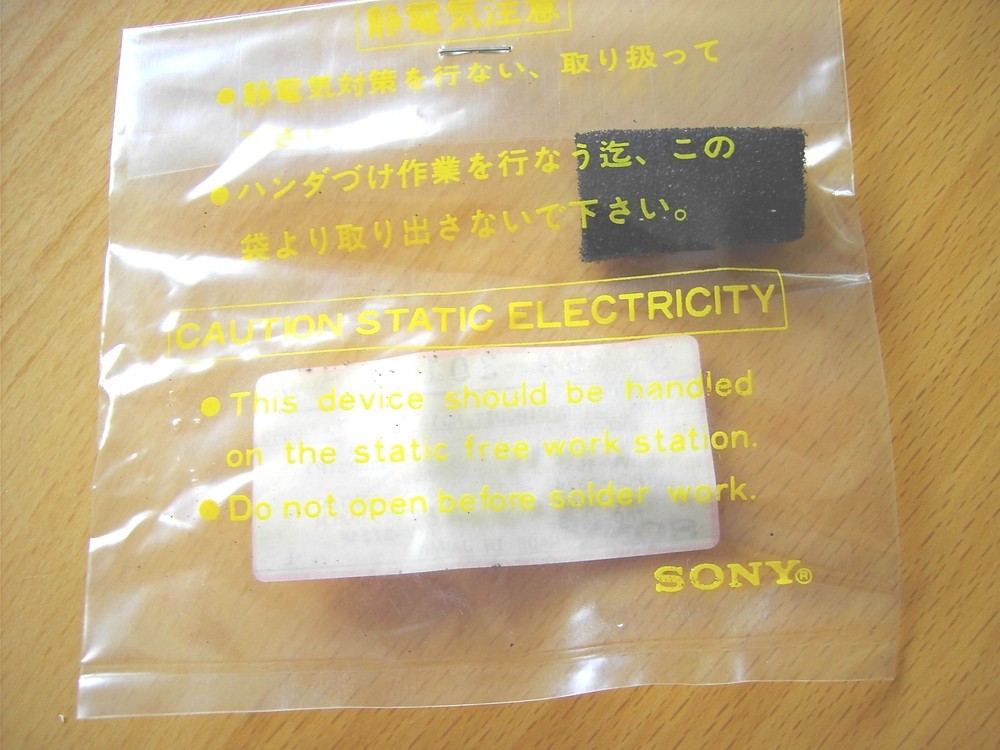 静電気注意
●静電気対策を行ない、取り扱って
下さい
●ハンダづけ作業を行なう迄、この
袋より取り出さないで下さい。
CAUTION STATIC ELECTRICITY
●This device should be handled
on the static free work station.
●Do not open before solder work.
SONY®